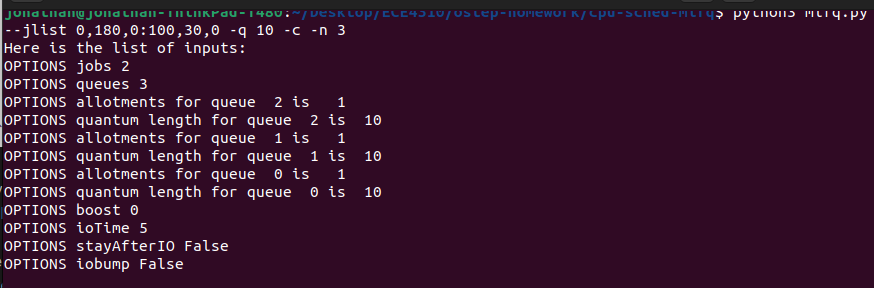 jonathan@jonathan-ThinkPad-T480:~/Desktop/ECE4310/ostep-homework/cpu-sched-mlfq$ python3 mlfq.py
--jlist 0,180,0:100,30,0 -q 10 -c -n 3
Here is the list of inputs:
OPTIONS jobs 2
OPTIONS queues 3
OPTIONS allotments for queue  2 is   1
OPTIONS quantum length for queue  2 is  10
OPTIONS allotments for queue  1 is   1
OPTIONS quantum length for queue  1 is  10
OPTIONS allotments for queue  0 is   1
OPTIONS quantum length for queue  0 is  10
OPTIONS boost 0
OPTIONS ioTime 5
OPTIONS stayAfterIO False
OPTIONS iobump False